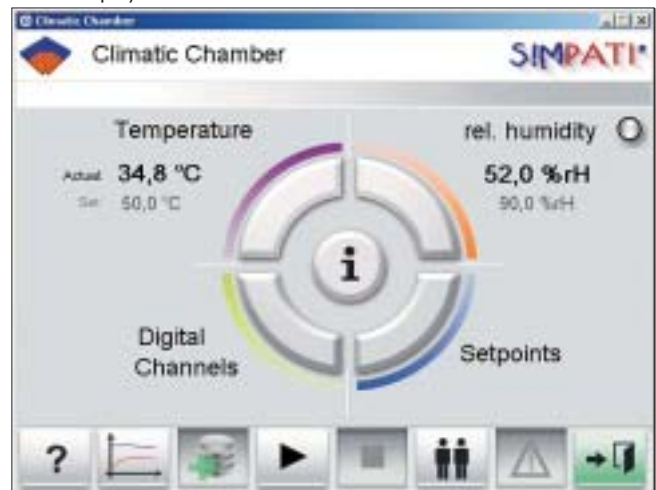 Climatic Chamber
Climatic Chamber
S!MPATI*
Temperature
rel. humidity
Actual 34,8 °C
52,0 %rH
Set 50,0 °C
90,0 %rH
i
Digital
Channels
Setpoints
?